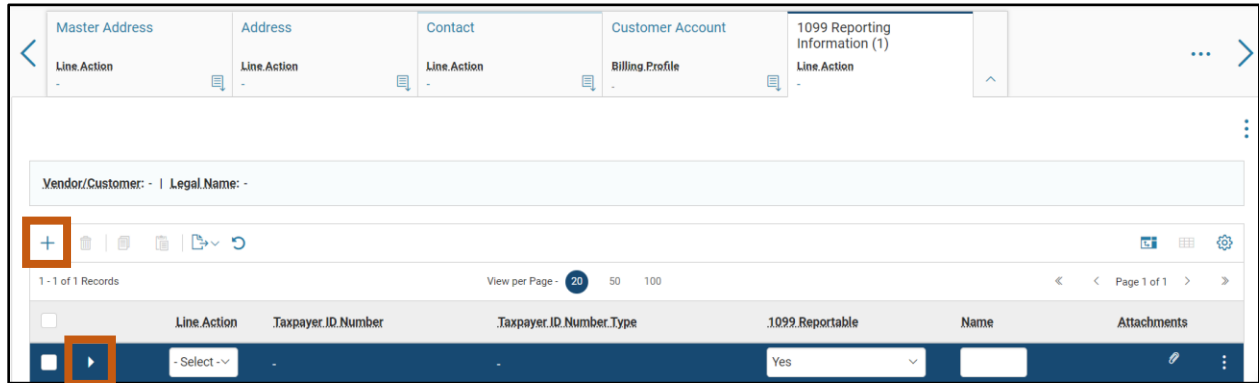 Master Address
Address
Contact
Customer Account
1099 Reporting
Information (1)
...
Line Action
Line Action
Line Action
Billing Profile
Line Action
-
-
-
-
-
Vendor/Customer: - | Legal Name: -
1 - 1 of 1 Records
View per Page - 20 50 100
Page 1 of 1
Line Action Taxpayer ID Number Taxpayer ID Number Type 1099 Reportable Name Attachments
- Select - - - Yes